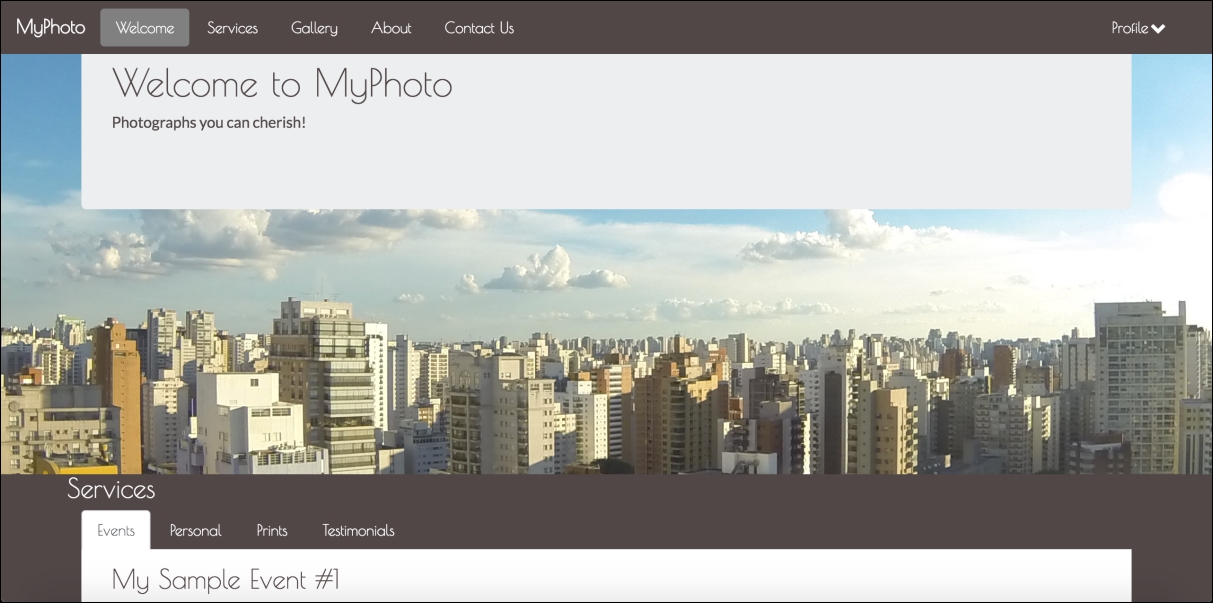 MyPhoto Welcome Services Gallery About Contact Us Profile
Welcome to MyPhoto
Photographs you can cherish!
Services
Events Personal Prints Testimonials
My Sample Event #1